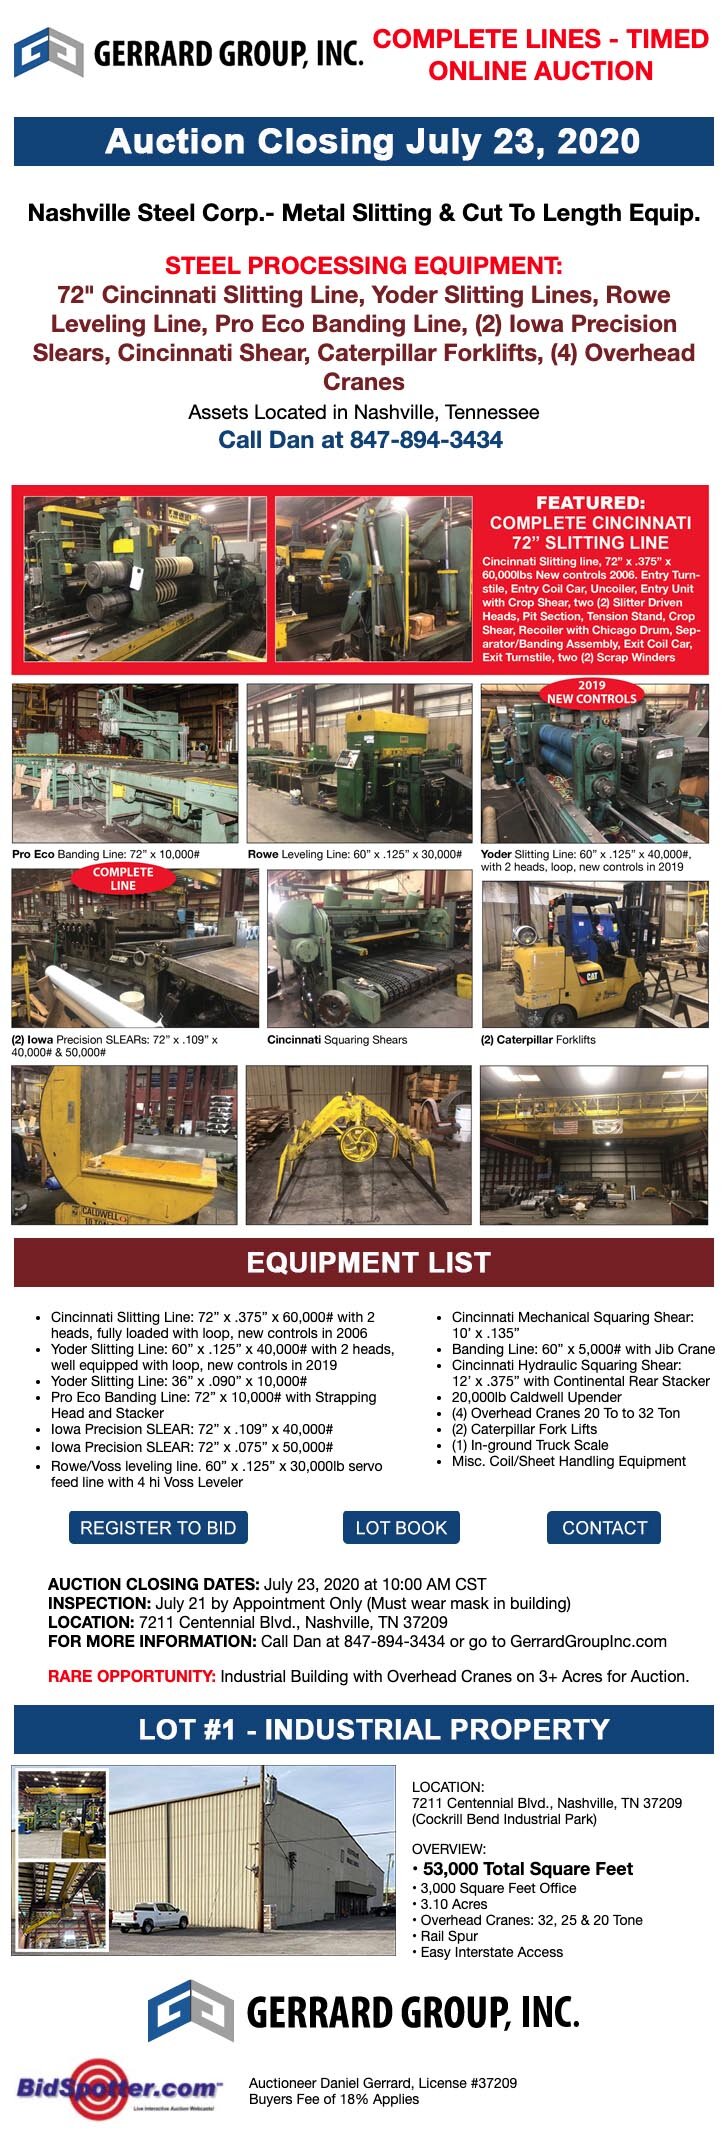 GERRARD GROUP, INC.
COMPLETE LINES - TIMED
ONLINE AUCTION
Auction Closing July 23, 2020
Nashville Steel Corp.- Metal Slitting & Cut To Length Equip.
STEEL PROCESSING EQUIPMENT:
72" Cincinnati Slitting Line, Yoder Slitting Lines, Rowe
Leveling Line, Pro Eco Banding Line, (2) Iowa Precision
Slears, Cincinnati Shear, Caterpillar Forklifts, (4) Overhead
Cranes
Assets Located in Nashville, Tennessee
Call Dan at 847-894-3434
FEATURED:
COMPLETE CINCINNATI
72” SLITTING LINE
Cincinnati Slitting line, 72” x .375” x
60,000lbs New controls 2006. Entry Turn-
stile, Entry Coil Car, Uncoiler, Entry Unit
with Crop Shear, two (2) Slitter Driven
Heads, Pit Section, Tension Stand, Crop
Shear, Recoiler with Chicago Drum, Sep-
arator/Banding Assembly, Exit Coil Car,
Exit Turnstile, two (2) Scrap Winders
2019
NEW CONTROLS
Pro Eco Banding Line: 72” x 10,000#
Rowe Leveling Line: 60” x .125” x 30,000#
Yoder Slitting Line: 60” x .125” x 40,000#,
with 2 heads, loop, new controls in 2019
COMPLETE
LINE
CAT
(2) Iowa Precision SLEARs: 72” x .109” x
40,000# & 50,000#
Cincinnati Squaring Shears
(2) Caterpillar Forklifts
CALDWELL
10 TON
EQUIPMENT LIST
• Cincinnati Slitting Line: 72” x .375” x 60,000# with 2
heads, fully loaded with loop, new controls in 2006
• Yoder Slitting Line: 60” x .125” x 40,000# with 2 heads,
well equipped with loop, new controls in 2019
• Yoder Slitting Line: 36” x .090” x 10,000#
• Pro Eco Banding Line: 72” x 10,000# with Strapping
Head and Stacker
• Iowa Precision SLEAR: 72” x .109” x 40,000#
• Iowa Precision SLEAR: 72” x .075” x 50,000#
• Rowe/Voss leveling line. 60” x .125” x 30,000lb servo
feed line with 4 hi Voss Leveler
• Cincinnati Mechanical Squaring Shear:
10’ x .135”
• Banding Line: 60” x 5,000# with Jib Crane
• Cincinnati Hydraulic Squaring Shear:
12’ x .375” with Continental Rear Stacker
• 20,000lb Caldwell Upender
• (4) Overhead Cranes 20 To to 32 Ton
• (2) Caterpillar Fork Lifts
• (1) In-ground Truck Scale
• Misc. Coil/Sheet Handling Equipment
REGISTER TO BID
LOT BOOK
CONTACT
AUCTION CLOSING DATES: July 23, 2020 at 10:00 AM CST
INSPECTION: July 21 by Appointment Only (Must wear mask in building)
LOCATION: 7211 Centennial Blvd., Nashville, TN 37209
FOR MORE INFORMATION: Call Dan at 847-894-3434 or go to GerrardGroupInc.com
RARE OPPORTUNITY: Industrial Building with Overhead Cranes on 3+ Acres for Auction.
LOT #1 - INDUSTRIAL PROPERTY
LOCATION:
7211 Centennial Blvd., Nashville, TN 37209
(Cockrill Bend Industrial Park)
OVERVIEW:
• 53,000 Total Square Feet
• 3,000 Square Feet Office
• 3.10 Acres
• Overhead Cranes: 32, 25 & 20 Tone
• Rail Spur
• Easy Interstate Access
GERRARD GROUP, INC.
BidSpotter.com
Live Interactive Auction Webcasts!
Auctioneer Daniel Gerrard, License #37209
Buyers Fee of 18% Applies